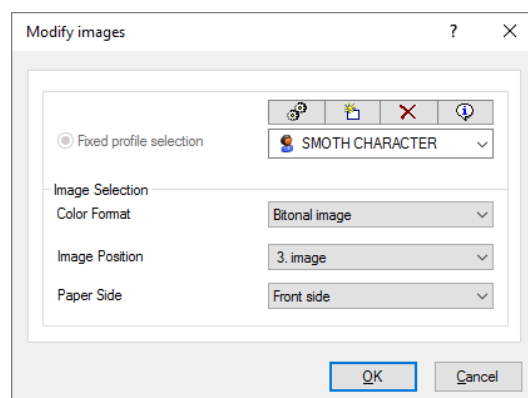 Modify images
?
Fixed profile selection
SMOTH CHARACTER
Image Selection
Color Format
Bitonal image
Image Position
3. image
Paper Side
Front side
OK
Cancel